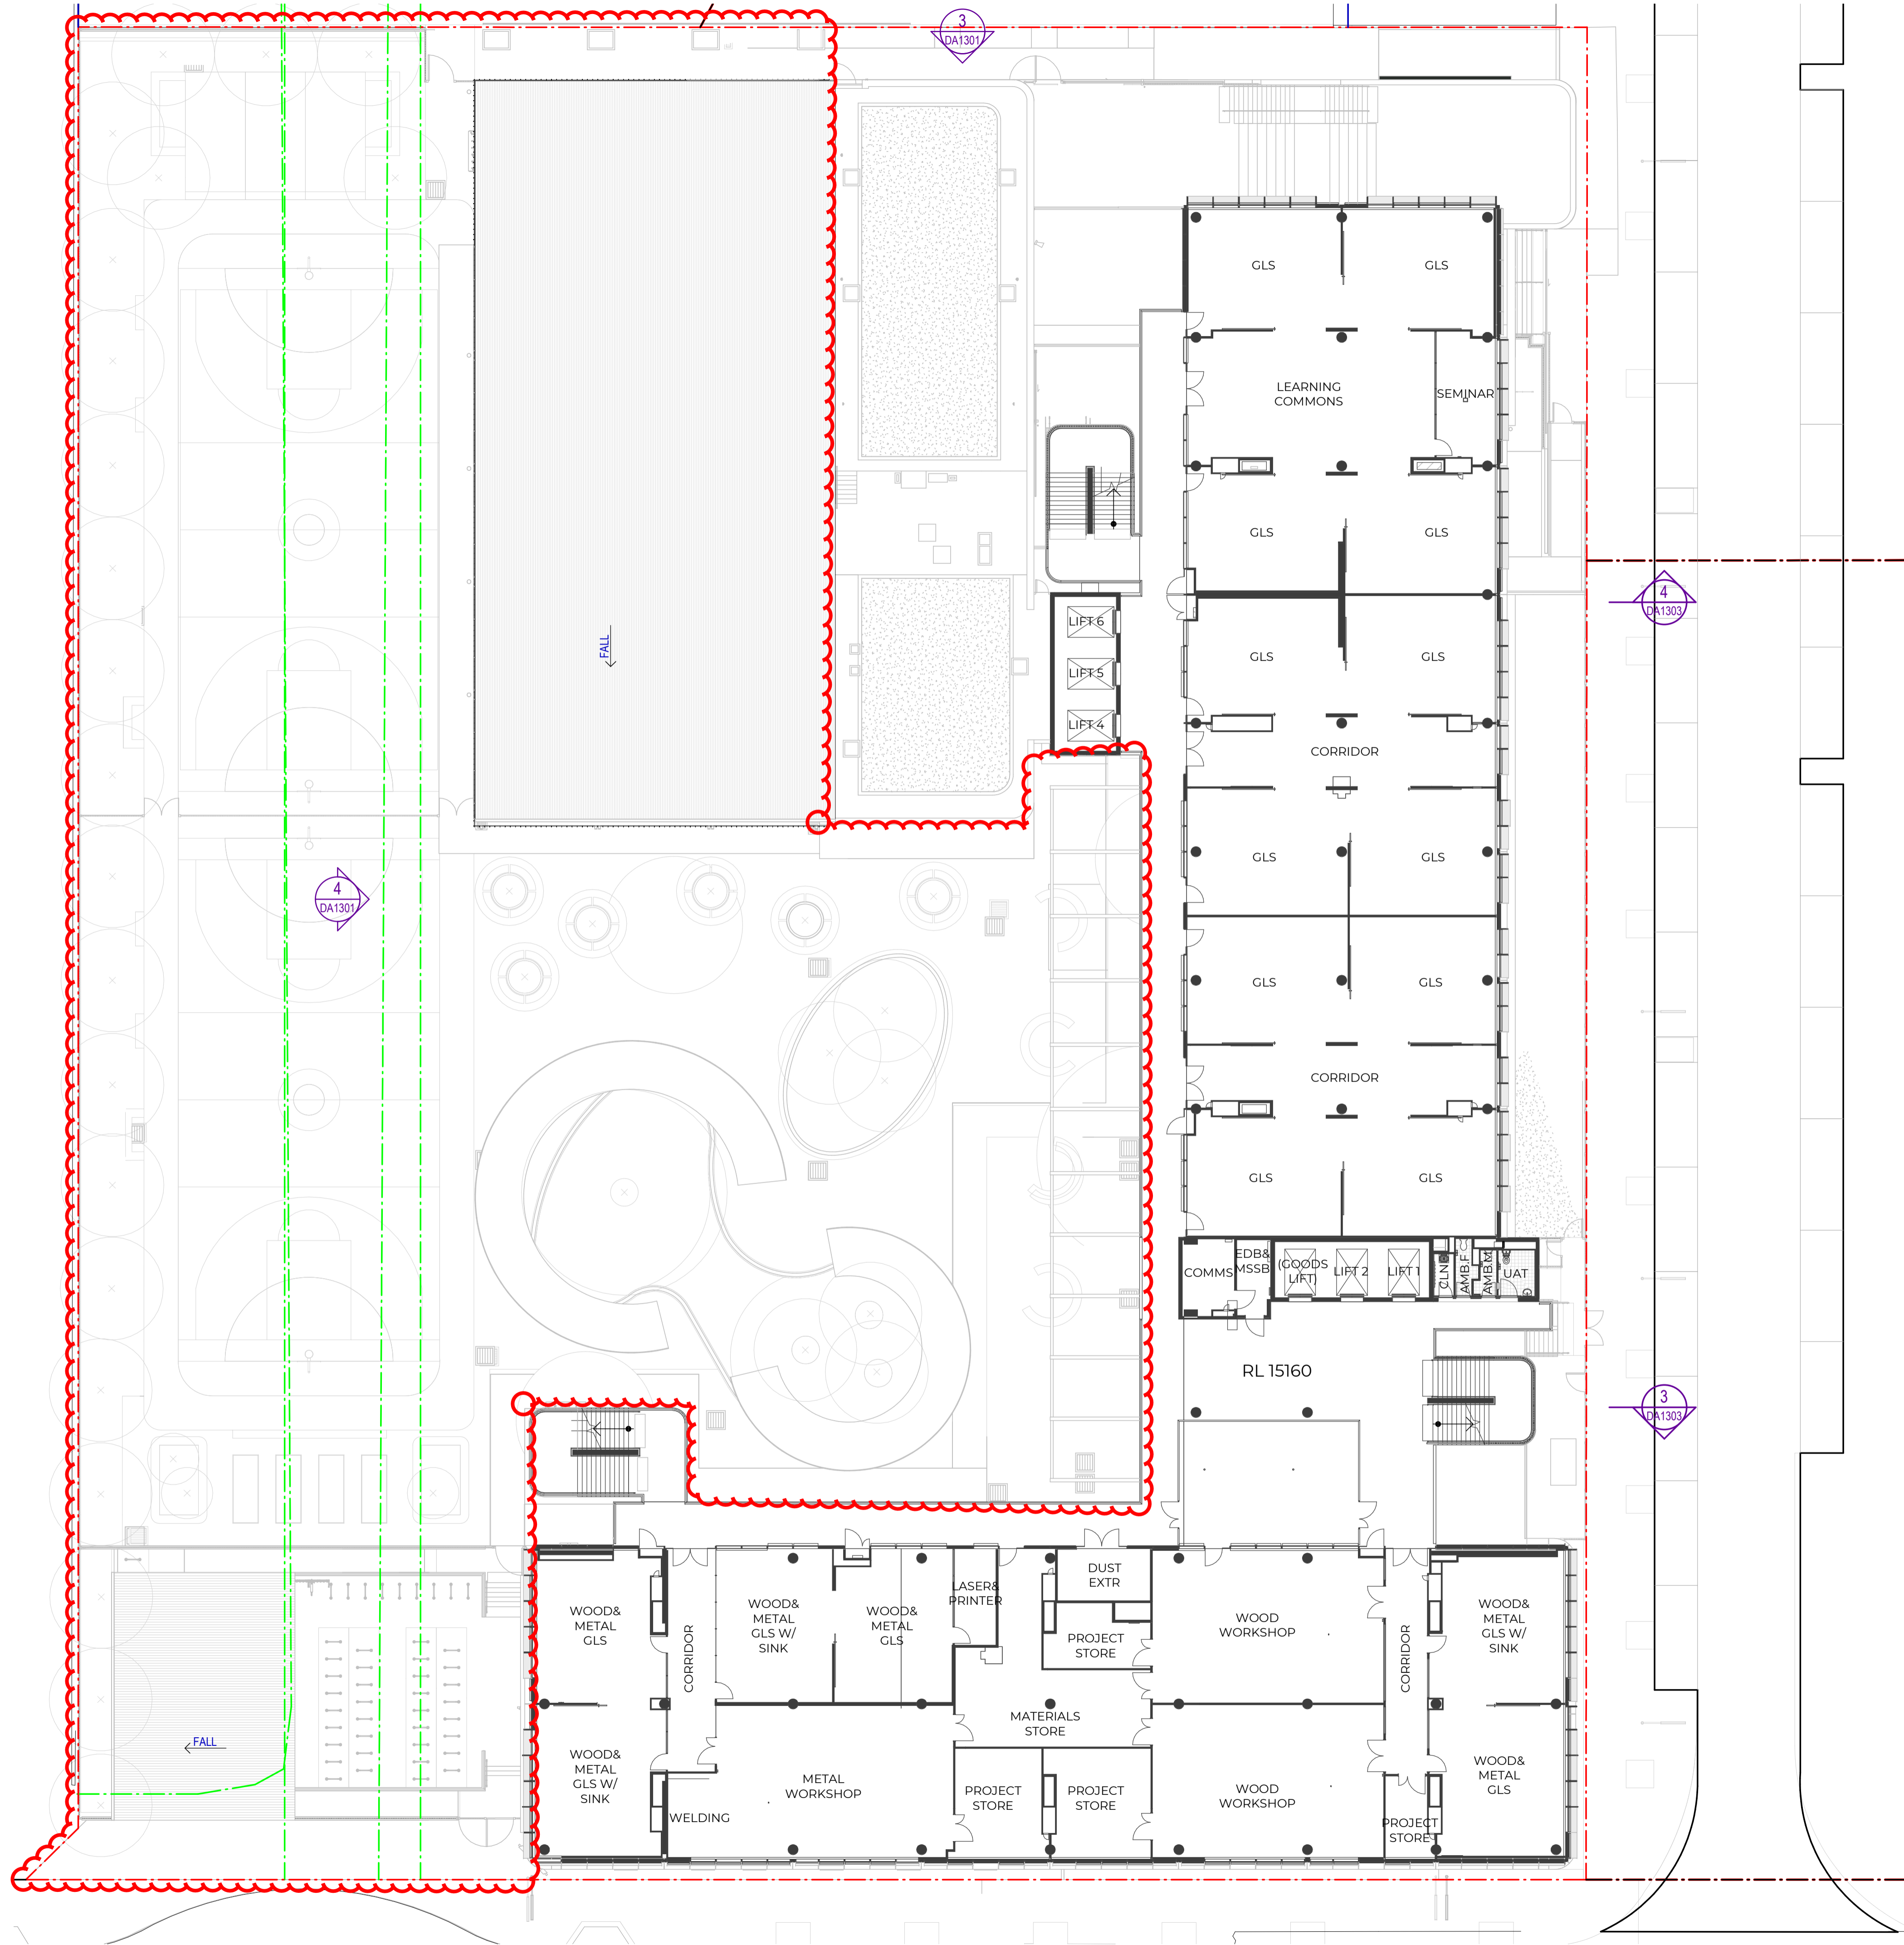 3
DA1301
GLS
GLS
LEARNING
COMMONS
SEMINAR
GLS
GLS
4
DA1303
LIFT 6
FALL
GLS
GLS
LIFT 5
LIFT 4
CORRIDOR
GLS
GLS
4
DA1301
GLS
GLS
CORRIDOR
GLS
GLS
COMMS
EDB&
MSSB
(GOODS
LIFT)
LIFT 2
LIFT 1
CLN
AMB.F
AMB.M
UAT
RL 15160
3
DA1303
DUST
EXTR
LASER&
PRINTER
WOOD&
METAL
GLS
CORRIDOR
WOOD&
METAL
GLS W/
SINK
WOOD&
METAL
GLS
PROJECT
STORE
WOOD
WORKSHOP
CORRIDOR
WOOD&
METAL
GLS W/
SINK
MATERIALS
STORE
FALL
WOOD&
METAL
GLS W/
SINK
METAL
WORKSHOP
WELDING
PROJECT
STORE
PROJECT
STORE
WOOD
WORKSHOP
PROJECT
STORE
WOOD&
METAL
GLS